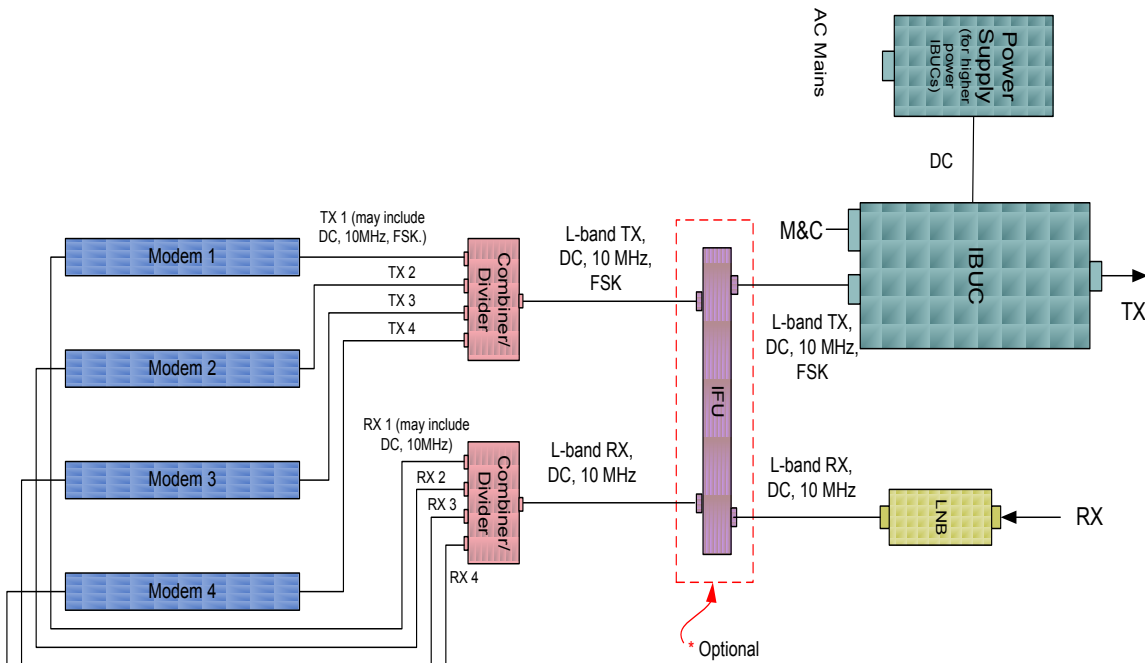 AC Mains
Power
Supply
(for higher
power
IBUCs)
DC
TX 1 (may include
DC, 10MHz, FSK.)
TX 2
TX 3
TX 4
Modem 1
Modem 2
Modem 3
Modem 4
Combiner/
Divider
L-band TX,
DC, 10 MHz,
FSK
M&C
IBUC
TX
L-band TX,
DC, 10 MHz,
FSK
IFU
RX 1 (may include
DC, 10MHz)
RX 2
RX 3
RX 4
Combiner/
Divider
L-band RX,
DC, 10 MHz
L-band RX,
DC, 10 MHz
LNB
RX
* Optional